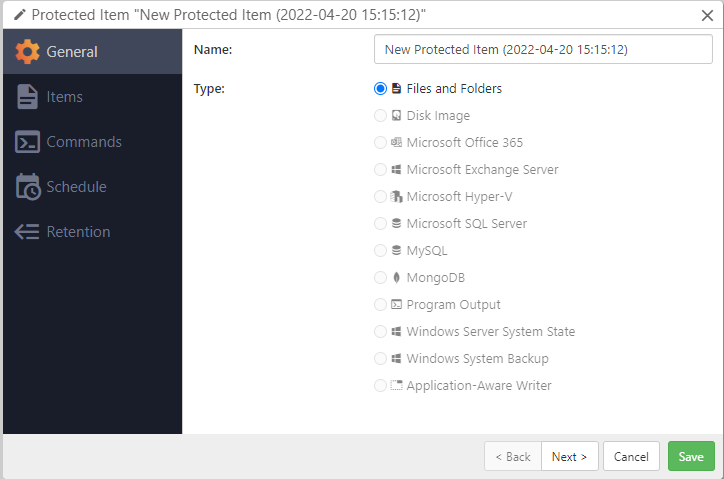 Protected Item "New Protected Item (2022-04-20 15:15:12)"
General
Items
Commands
Schedule
Retention
Name:
New Protected Item (2022-04-20 15:15:12)
Type:
Files and Folders
Disk Image
Microsoft Office 365
Microsoft Exchange Server
Microsoft Hyper-V
Microsoft SQL Server
MySQL
MongoDB
Program Output
Windows Server System State
Windows System Backup
Application-Aware Writer
< Back
Next >
Cancel
Save